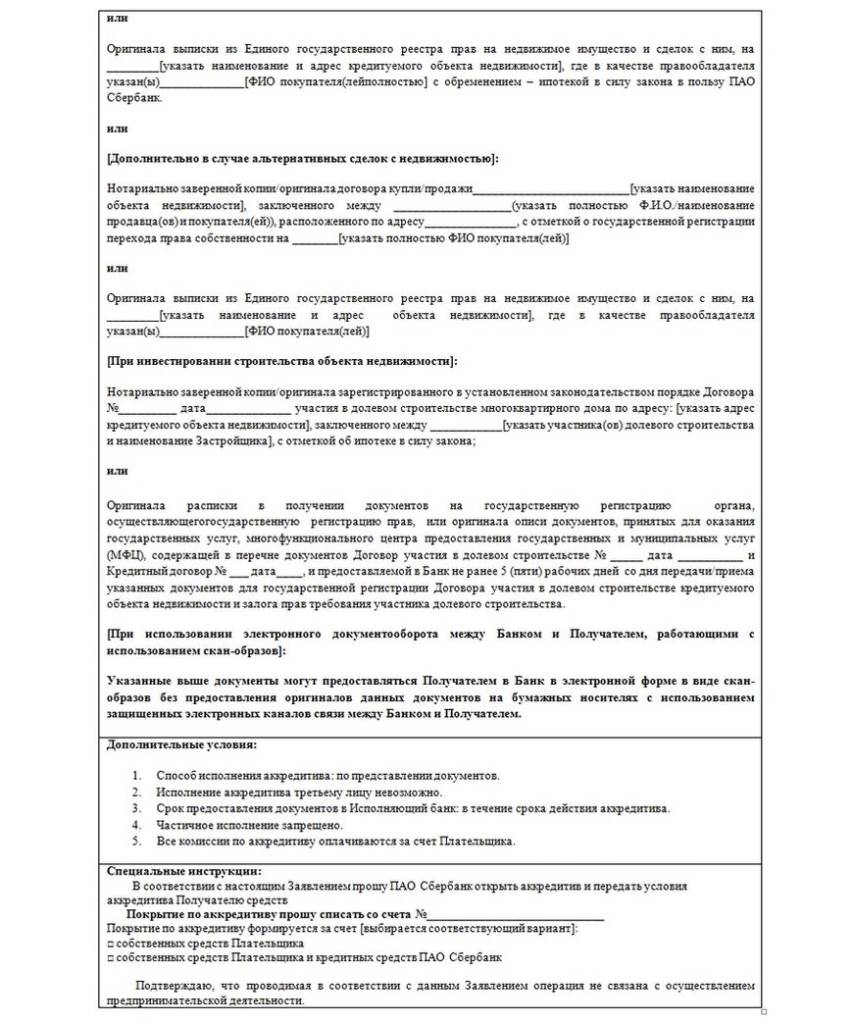 или
Оригинала выписки из Единого государственного реестра прав на недвижимое имущество и сделок с ним, на
_________[указать наименование и адрес кредитуемого объекта недвижимости], где в качестве правообладателя
указан(ы)______________[ФИО покупателя(лейполностью] с обременением – ипотекой в силу закона в пользу ПАО
Сбербанк.
или
[Дополнительно в случае альтернативных сделок с недвижимостью]:
Нотариально заверенной копии/оригинала договора купли/продажи__________________________[указать наименование
объекта недвижимости], заключенного между ____________________(указать полностью Ф.И.О./наименование
продавца(ов) и покупателя(ей)), расположенного по адресу_______________, с отметкой о государственной регистрации
перехода права собственности на ________[указать полностью ФИО покупателя(лей)]
или
Оригинала выписки из Единого государственного реестра прав на недвижимое имущество и сделок с ним, на
_________[указать наименование и адрес объекта недвижимости], где в качестве правообладателя
указан(ы)______________[ФИО покупателя(лей)]
[При инвестировании строительства объекта недвижимости]:
Нотариально заверенной копии/оригинала зарегистрированного в установленном законодательством порядке Договора
№__________ дата______________ участия в долевом строительстве многоквартирного дома по адресу: [указать адрес
кредитуемого объекта недвижимости], заключенного между ____________[указать участника(ов) долевого строительства
и наименование Застройщика], с отметкой об ипотеке в силу закона;
или
Оригинала расписки в получении документов на государственную регистрацию органа,
осуществляющегогосударственную регистрацию прав, или оригинала описи документов, принятых для оказания
государственных услуг, многофункционального центра предоставления государственных и муниципальных услуг
(МФЦ), содержащей в перечне документов Договор участия в долевом строительстве № _____ дата ___________ и
Кредитный договор № ___ дата____, и предоставляемой в Банк не ранее 5 (пяти) рабочих дней со дня передачи/приема
указанных документов для государственной регистрации Договора участия в долевом строительстве кредитуемого
объекта недвижимости и залога прав требования участника долевого строительства.
[При использовании электронного документооборота между Банком и Получателем, работающими с
использованием скан-образов]:
Указанные выше документы могут предоставляться Получателем в Банк в электронной форме в виде скан-
образов без предоставления оригиналов данных документов на бумажных носителях с использованием
защищенных электронных каналов связи между Банком и Получателем.
Дополнительные условия:
1. Способ исполнения аккредитива: по представлении документов.
2. Исполнение аккредитива третьему лицу невозможно.
3. Срок предоставления документов в Исполняющий банк: в течение срока действия аккредитива.
4. Частичное исполнение запрещено.
5. Все комиссии по аккредитиву оплачиваются за счет Плательщика.
Специальные инструкции:
В соответствии с настоящим Заявлением прошу ПАО Сбербанк открыть аккредитив и передать условия
аккредитива Получателю средств
Покрытие по аккредитиву прошу списать со счета №_____________________________
Покрытие по аккредитиву формируется за счет [выбирается соответствующий вариант]:
□ собственных средств Плательщика
□ собственных средств Плательщика и кредитных средств ПАО Сбербанк
Подтверждаю, что проводимая в соответствии с данным Заявлением операция не связана с осуществлением
предпринимательской деятельности.